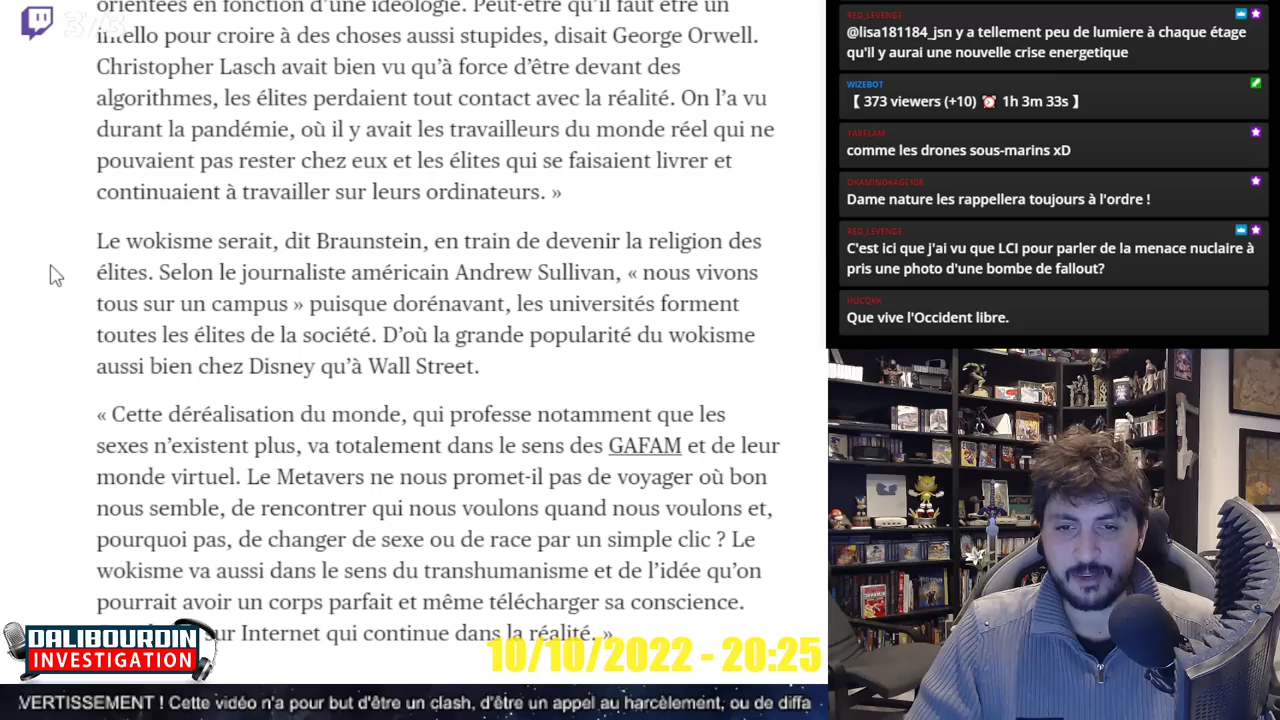 orientées en fonction d'une idéologie. Peut-être qu'il faut être un
intello pour croire à des choses aussi stupides, disait George Orwell.
Christopher Lasch avait bien vu qu'à force d'être devant des
algorithmes, les élites perdaient tout contact avec la réalité. On l'a vu
durant la pandémie, où il y avait les travailleurs du monde réel qui ne
pouvaient pas rester chez eux et les élites qui se faisaient livrer et
continuaient à travailler sur leurs ordinateurs. »
Le wokisme serait, dit Braunstein, en train de devenir la religion des
élites. Selon le journaliste américain Andrew Sullivan, « nous vivons
tous sur un campus » puisque dorénavant, les universités forment
toutes les élites de la société. D'où la grande popularité du wokisme
aussi bien chez Disney qu'à Wall Street.
« Cette déréalisation du monde, qui professe notamment que les
sexes n'existent plus, va totalement dans le sens des GAFAM et de leur
monde virtuel. Le Metavers ne nous promet-il pas de voyager où bon
nous semble, de rencontrer qui nous voulons quand nous voulons et,
pourquoi pas, de changer de sexe ou de race par un simple clic ? Le
wokisme va aussi dans le sens du transhumanisme et de l'idée qu'on
pourrait avoir un corps parfait et même télécharger sa conscience.
sur Internet qui continue dans la réalité. »
3/3
DALIBOURDIN
INVESTIGATION
10/10/2022 - 20:25
VERTISSEMENT ! Cette vidéo n'a pour but d'être un clash, d'être un appel au harcèlement, ou de diffa
RED_LEVENGE
@lisa181184_jsn y a tellement peu de lumiere à chaque étage
qu'il y aurai une nouvelle crise energetique
WIZEBOT
【 373 viewers (+10) ⏰ 1h 3m 33s 】
YARFLAM
comme les drones sous-marins xD
OKAMINOKAGE108
Dame nature les rappellera toujours à l'ordre !
RED_LEVENGE
C'est ici que j'ai vu que LCI pour parler de la menace nuclaire à
pris une photo d'une bombe de fallout?
HUCOKK
Que vive l'Occident libre.